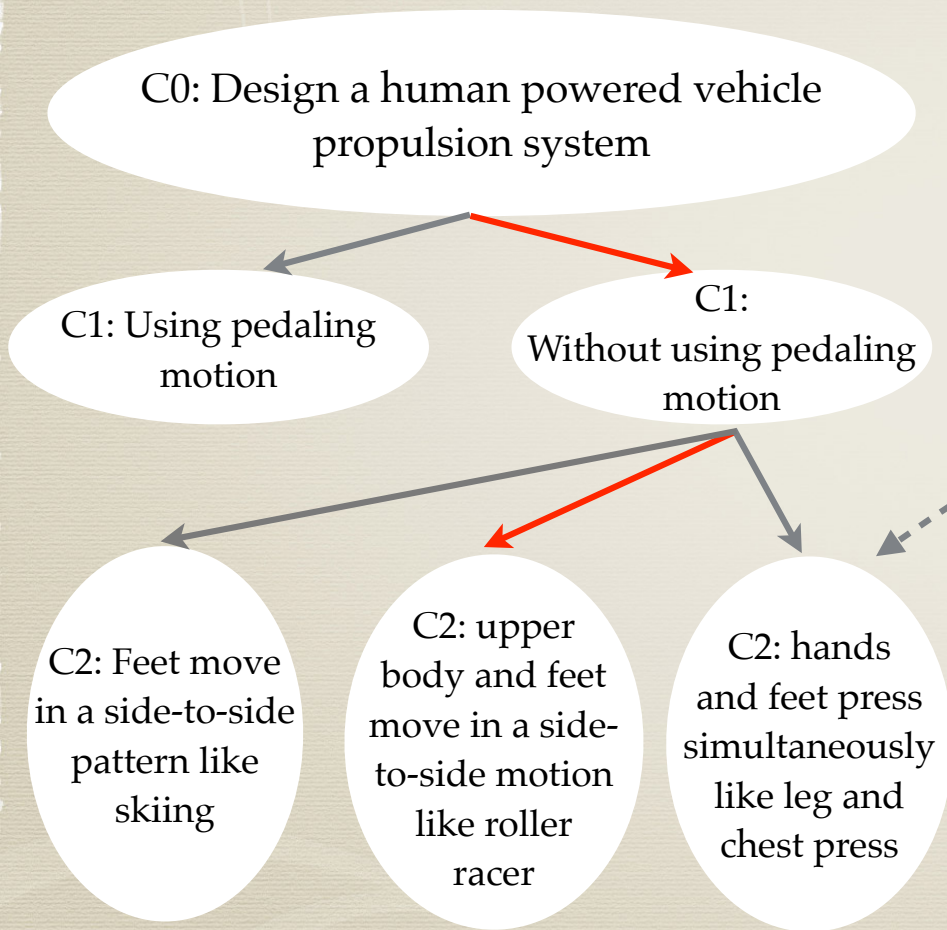 C0: Design a human powered vehicle
propulsion system
C1: Using pedaling
motion
C1:
Without using pedaling
motion
C2: Feet move
in a side-to-side
pattern like
skiing
C2: upper
body and feet
move in a side-
to-side motion
like roller
racer
C2: hands
and feet press
simultaneously
like leg and
chest press